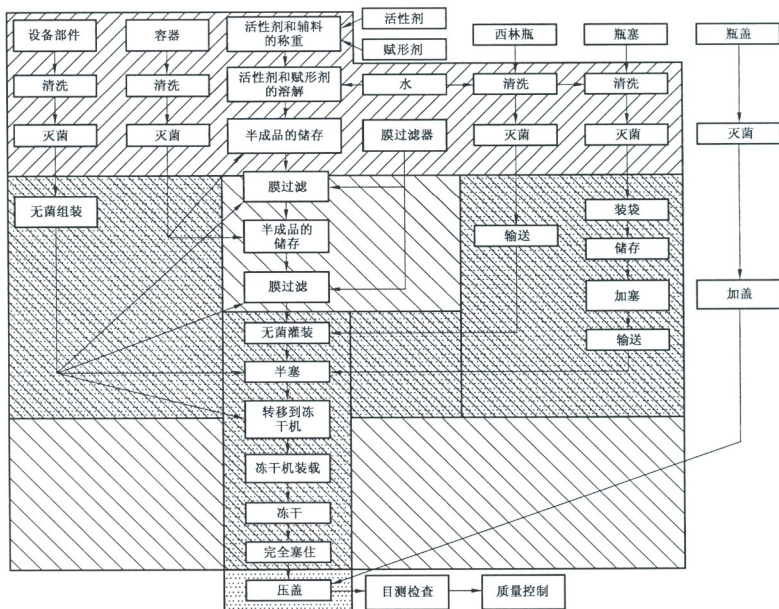 设备部件
容器
活性剂和辅料
的称重
活性剂
赋形剂
西林瓶
瓶塞
瓶盖
清洗
清洗
活性剂和赋形剂
的溶解
水
清洗
清洗
灭菌
灭菌
半成品的储存
膜过滤器
灭菌
灭菌
灭菌
无菌组装
膜过滤
装袋
半成品的
储存
输送
储存
膜过滤
加塞
加盖
无菌灌装
输送
半塞
转移到冻
干机
冻干机装载
冻干
完全塞住
压盖
目测检查
质量控制